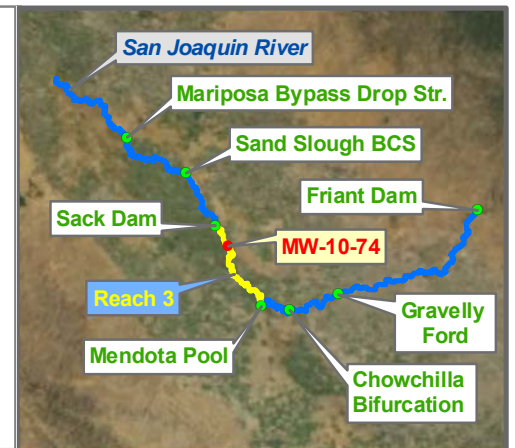 San Joaquin River
Mariposa Bypass Drop Str.
Sand Slough BCS
Friant Dam
Sack Dam
MW-10-74
Reach 3
Gravelly
Ford
Mendota Pool
Chowchilla
Bifurcation